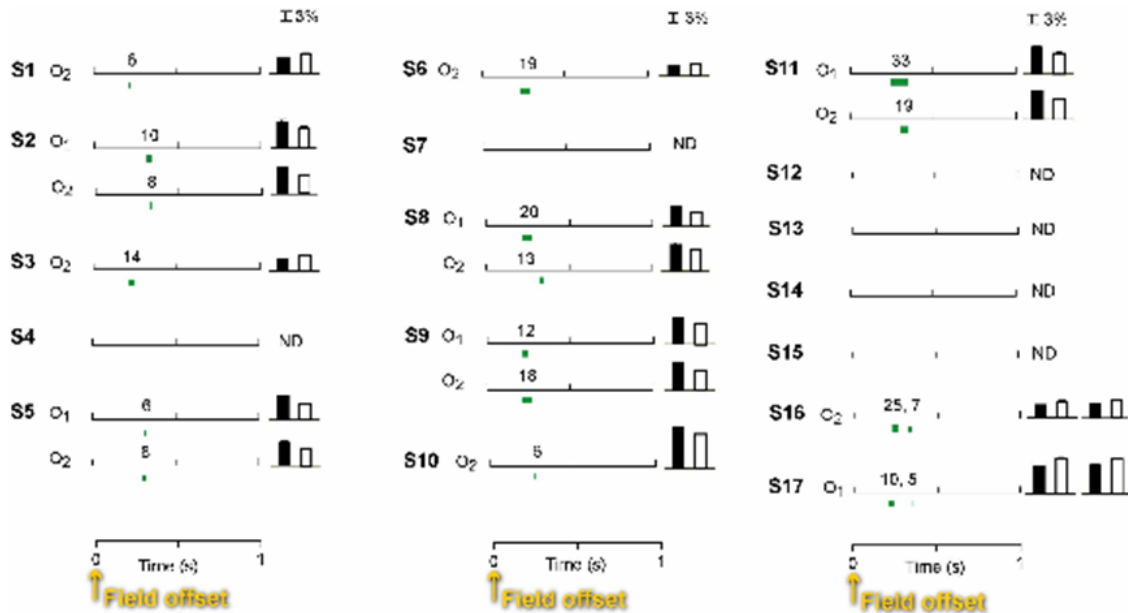 3%
6
S1 O2
10
S2 O1
8
O2
14
S3 O2
S4 ND
6
S5 O1
8
O2
0 Time (s) 1
Field offset
3%
19
S6 O2
S7 ND
20
S8 O1
13
O2
12
S9 O1
18
O2
S10 O2
0 Time (s) 1
Field offset
3%
33
S11 O1
19
O2
S12 ND
S13 ND
S14 ND
S15 ND
25, 7
S16 O2
10, 5
S17 O1
0 Time (s) 1
Field offset